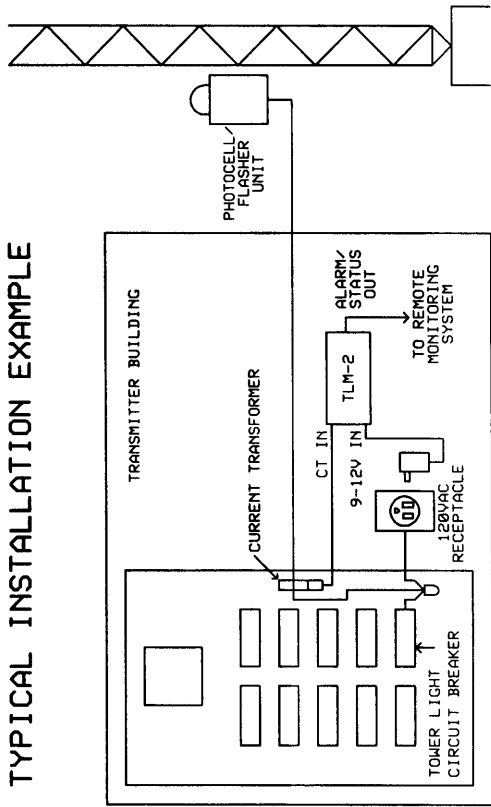 TYPICAL INSTALLATION EXAMPLE
PHOTOCELL/
FLASHER
UNIT
TRANSMITTER BUILDING
CURRENT TRANSFORMER
ALARM/
STATUS
OUT
CT IN
TLM-2
9-12V IN
TO REMOTE
MONITORING
SYSTEM
120VAC
RECEPTACLE
TOWER LIGHT
CIRCUIT BREAKER